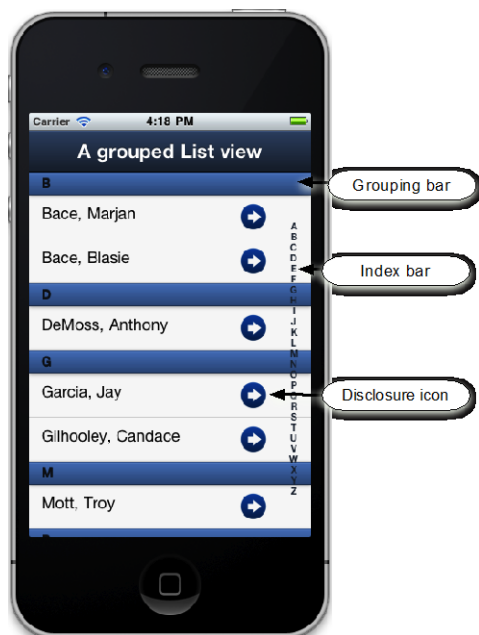 Carrier 4:18 PM
A grouped List view
B
Grouping bar
Bace, Marjan
Bace, Blasie
Index bar
D
DeMoss, Anthony
G
Garcia, Jay
Disclosure icon
Gilhooley, Candace
M
Mott, Troy
A
B
C
D
E
F
G
H
I
J
K
L
M
N
O
P
Q
R
S
T
U
V
W
X
Y
Z